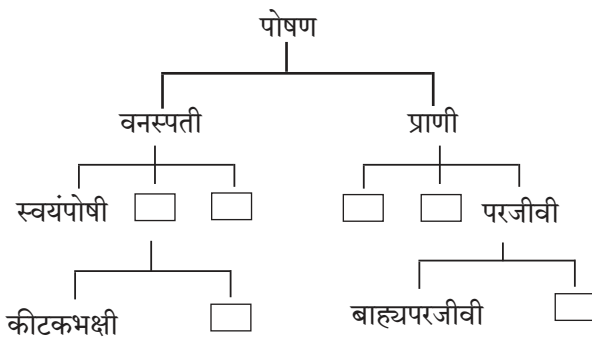 पोषण
वनस्पती प्राणी
स्वयंपोषी परजीवी
कीटकभक्षी बाह्यपरजीवी